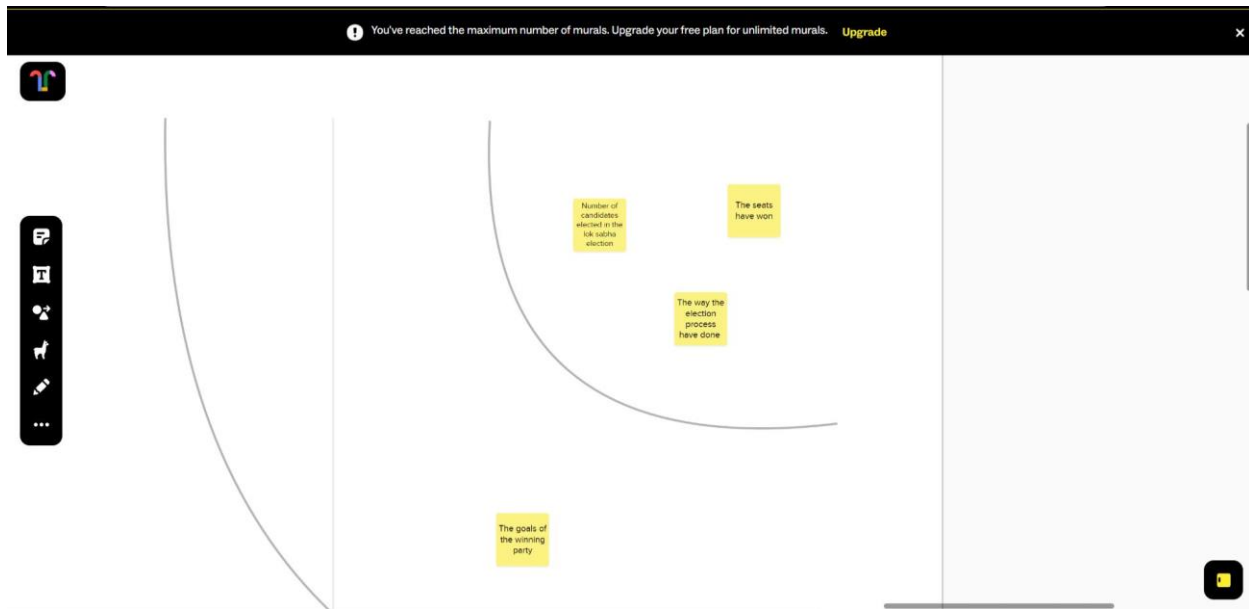 You've reached the maximum number of murals. Upgrade your free plan for unlimited murals. Upgrade
Number of
candidates
elected in the
lok sabha
election
The seats
have won
The way the
election
process
have done
The goals of
the winning
party